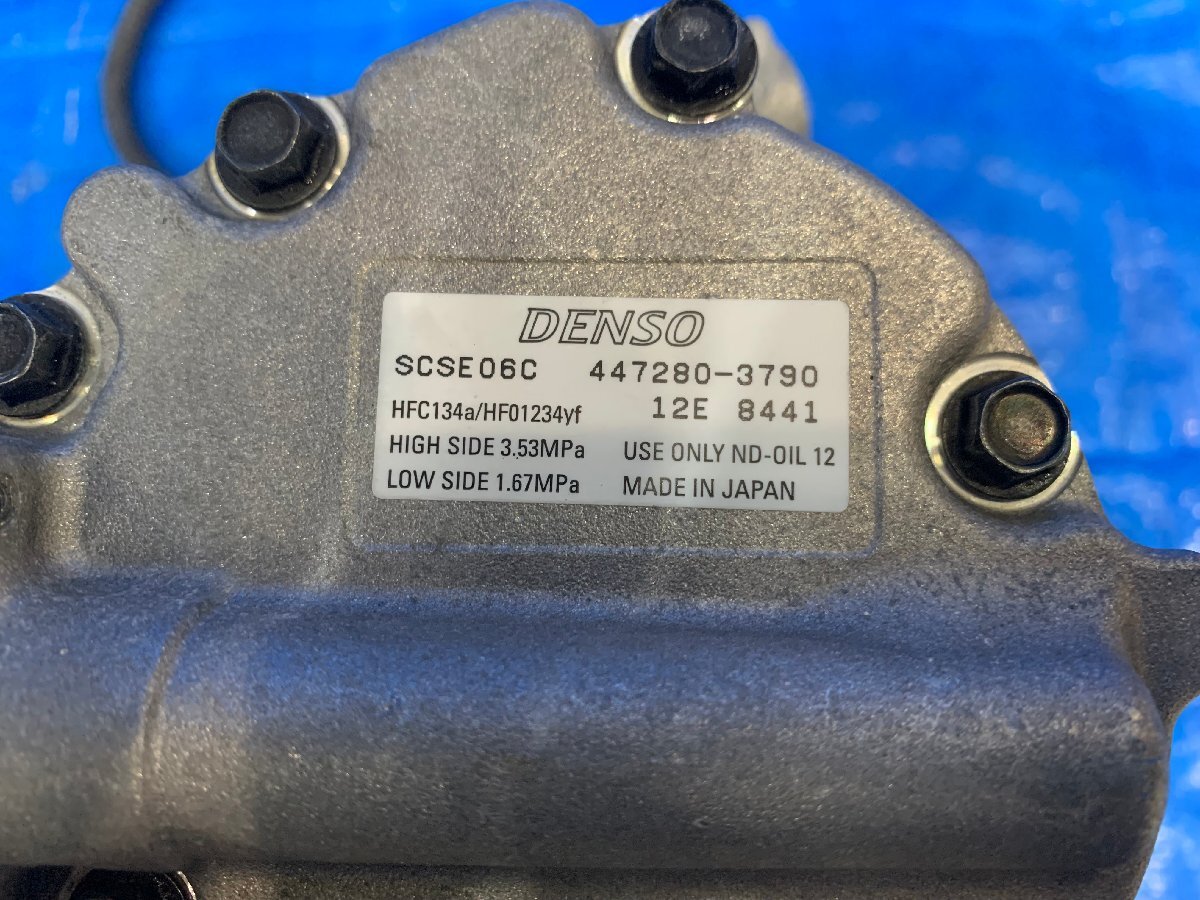 DENSO
SCSE06C 447280-3790
HFC134a/HFO1234yf 12E 8441
HIGH SIDE 3.53MPa USE ONLY ND-OIL 12
LOW SIDE 1.67MPa MADE IN JAPAN